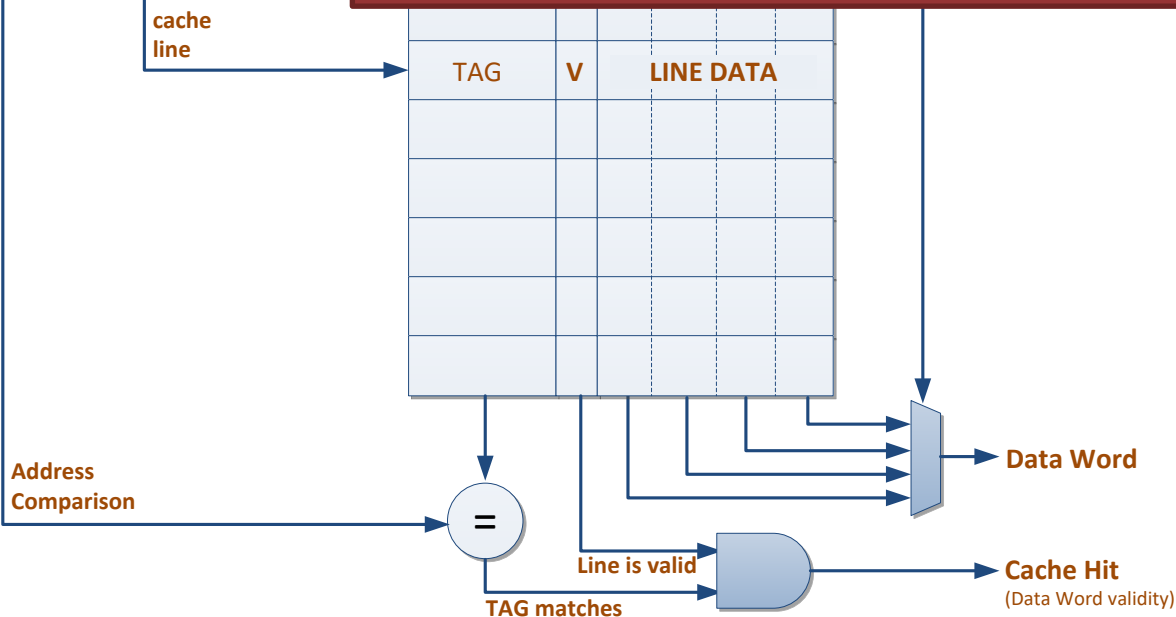 cache
line
TAG V LINE DATA
Address
Comparison
=
Data Word
Line is valid
TAG matches
Cache Hit
(Data Word validity)